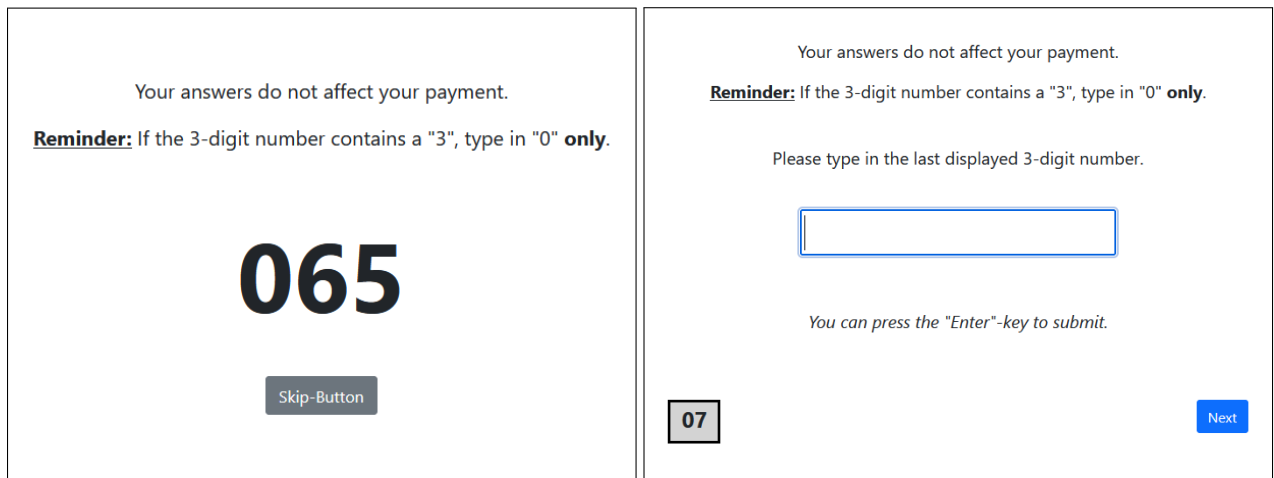 Your answers do not affect your payment.
Reminder: If the 3-digit number contains a "3", type in "0" only.
065
Skip-Button
Your answers do not affect your payment.
Reminder: If the 3-digit number contains a "3", type in "0" only.
Please type in the last displayed 3-digit number.
You can press the "Enter"-key to submit.
07
Next